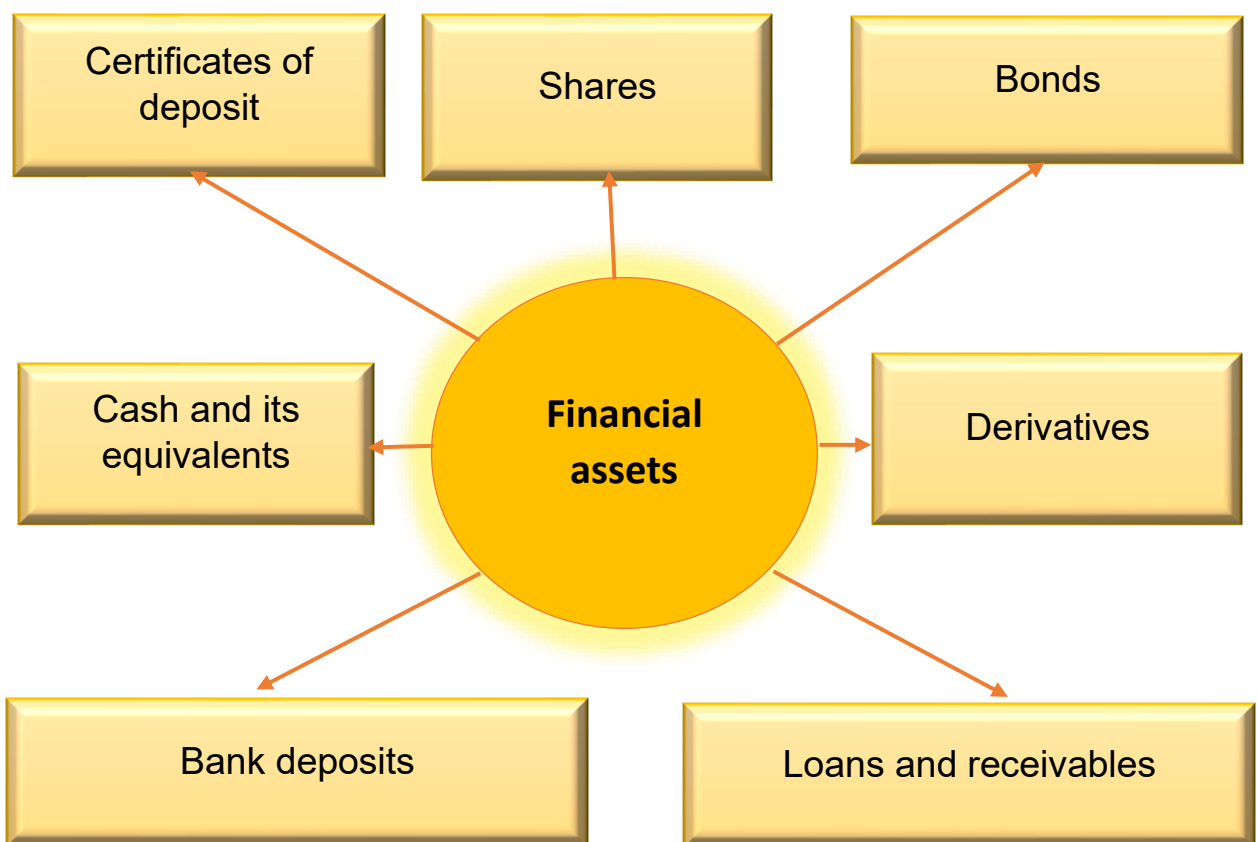 Certificates of
deposit
Shares
Bonds
Cash and its
equivalents
Financial
assets
Derivatives
Bank deposits
Loans and receivables